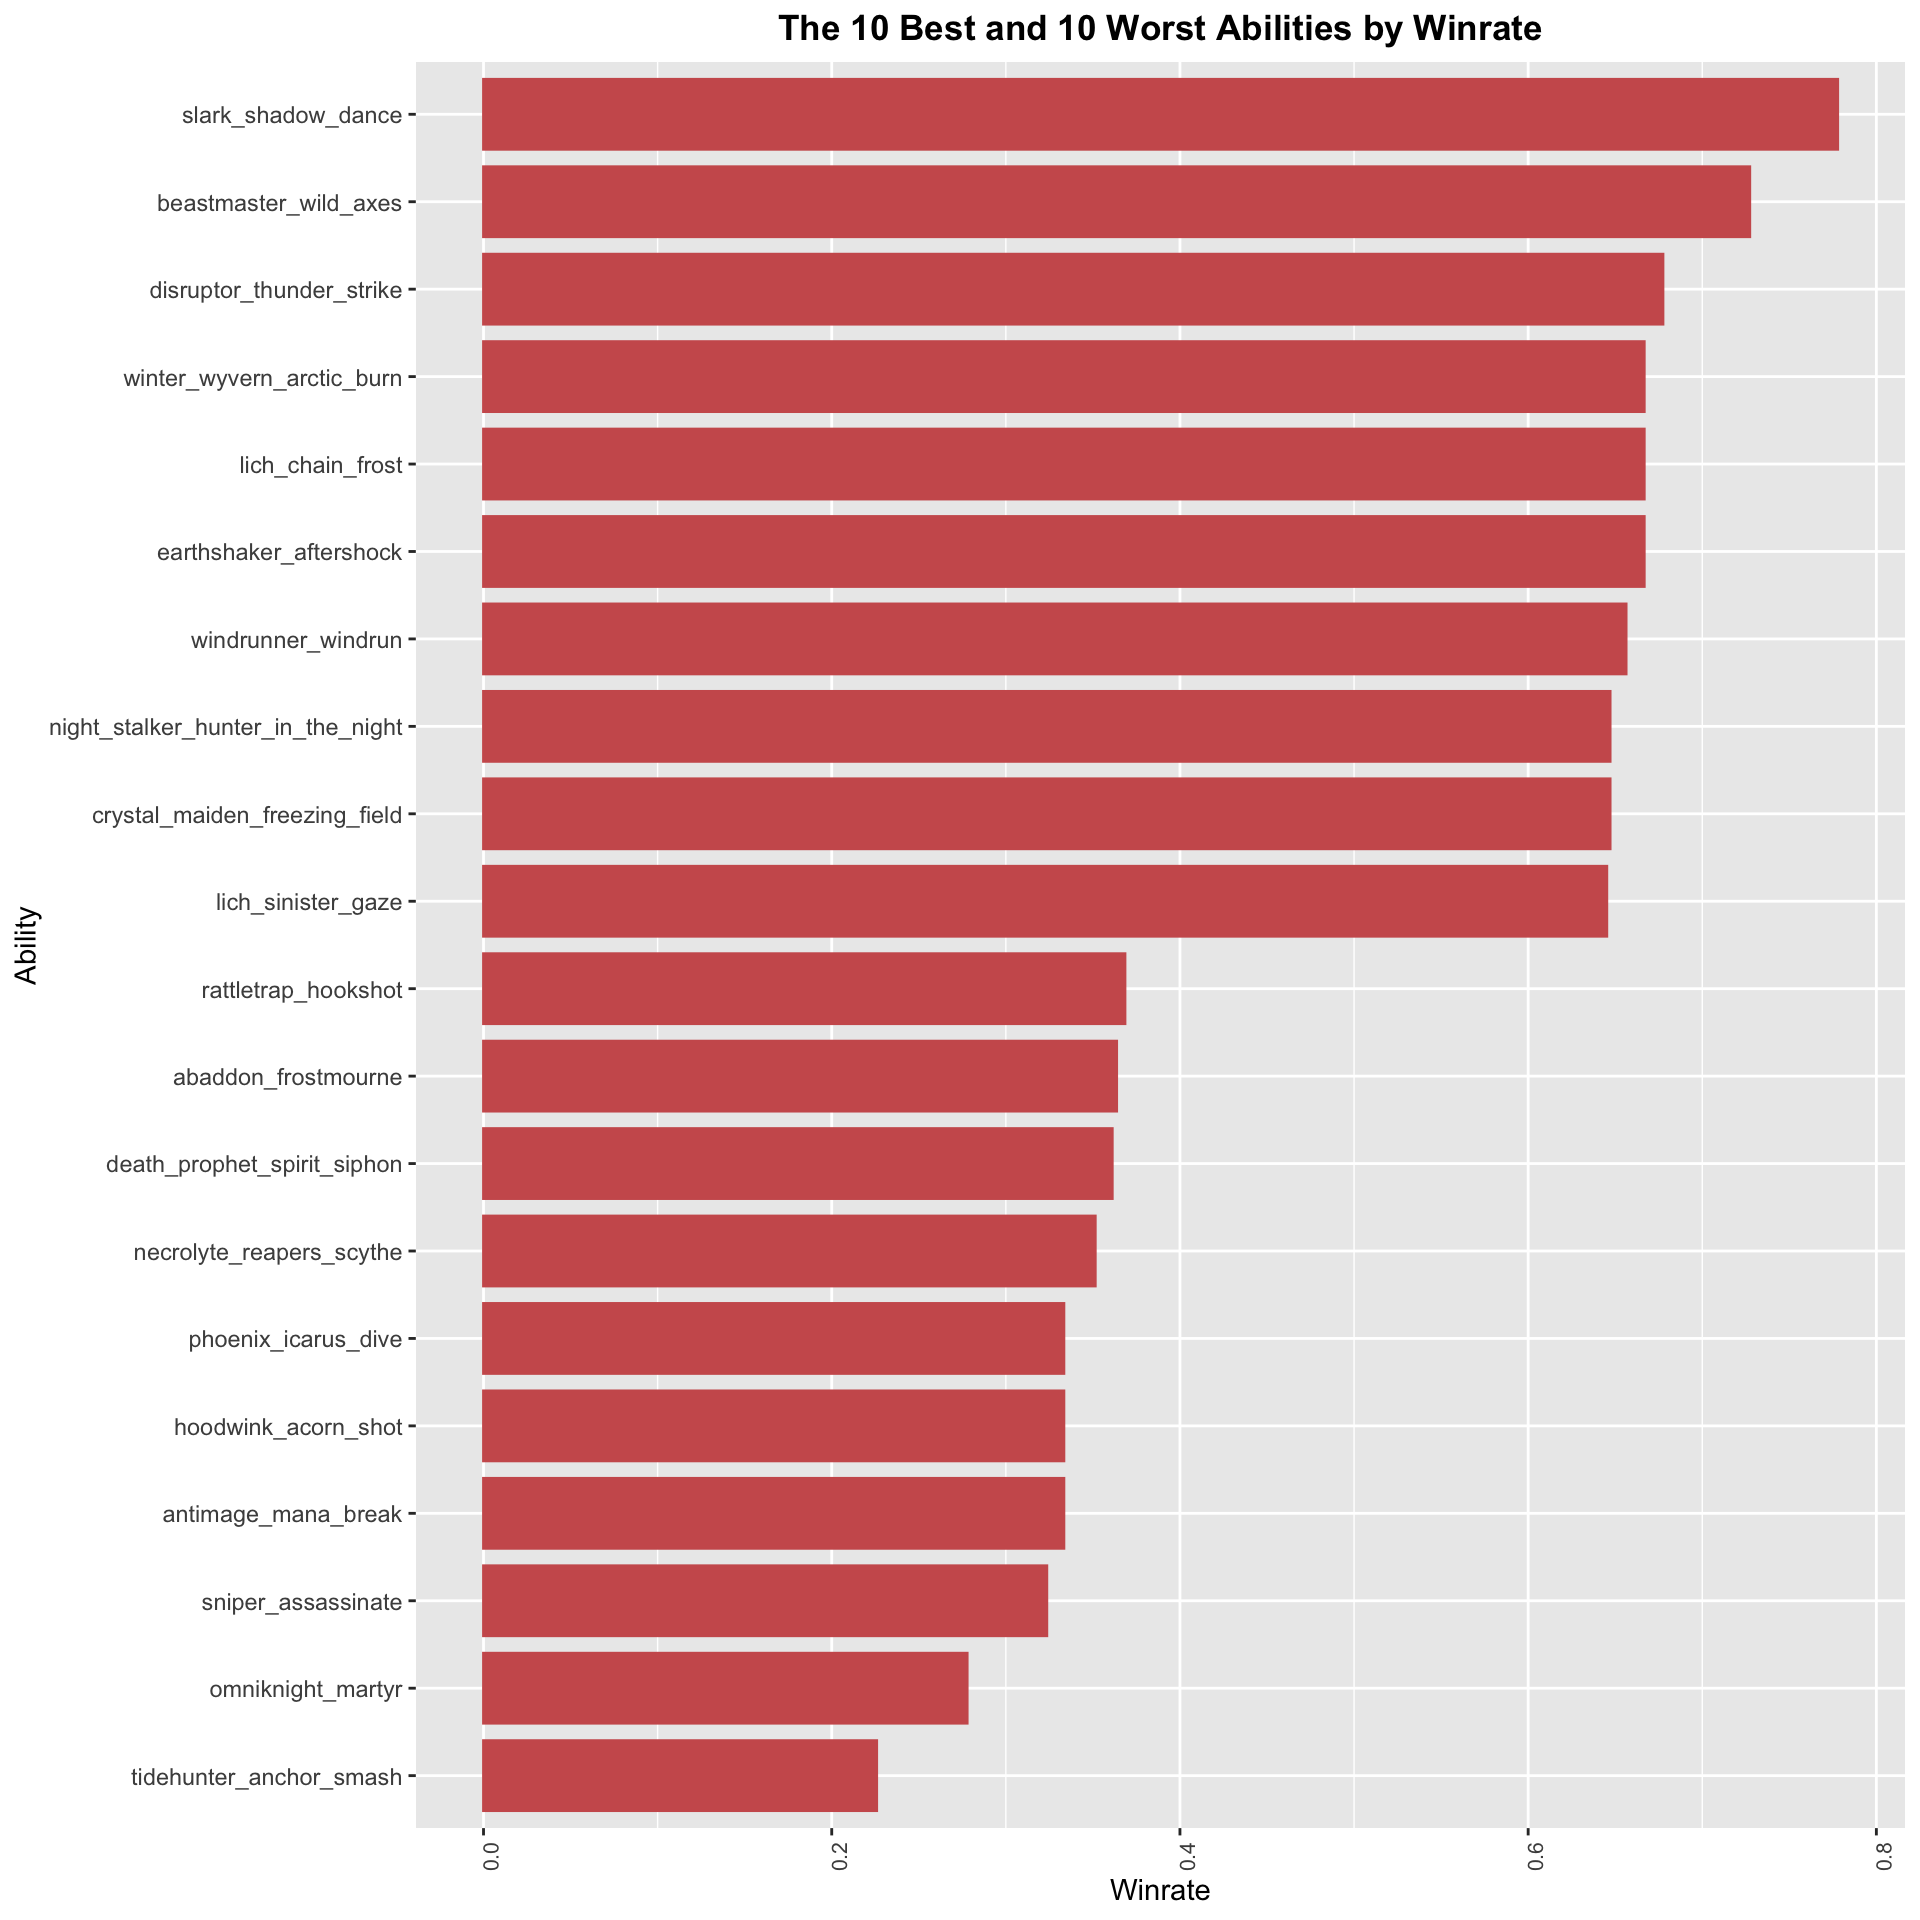 The 10 Best and 10 Worst Abilities by Winrate
slark_shadow_dance
beastmaster_wild_axes
disruptor_thunder_strike
winter_wyvern_arctic_burn
lich_chain_frost
earthshaker_aftershock
windrunner_windrun
night_stalker_hunter_in_the_night
crystal_maiden_freezing_field
lich_sinister_gaze
rattletrap_hookshot
abaddon_frostmourne
death_prophet_spirit_siphon
necrolyte_reapers_scythe
phoenix_icarus_dive
hoodwink_acorn_shot
antimage_mana_break
sniper_assassinate
omniknight_martyr
tidehunter_anchor_smash
Ability
0.0 0.2 0.4 0.6 0.8
Winrate